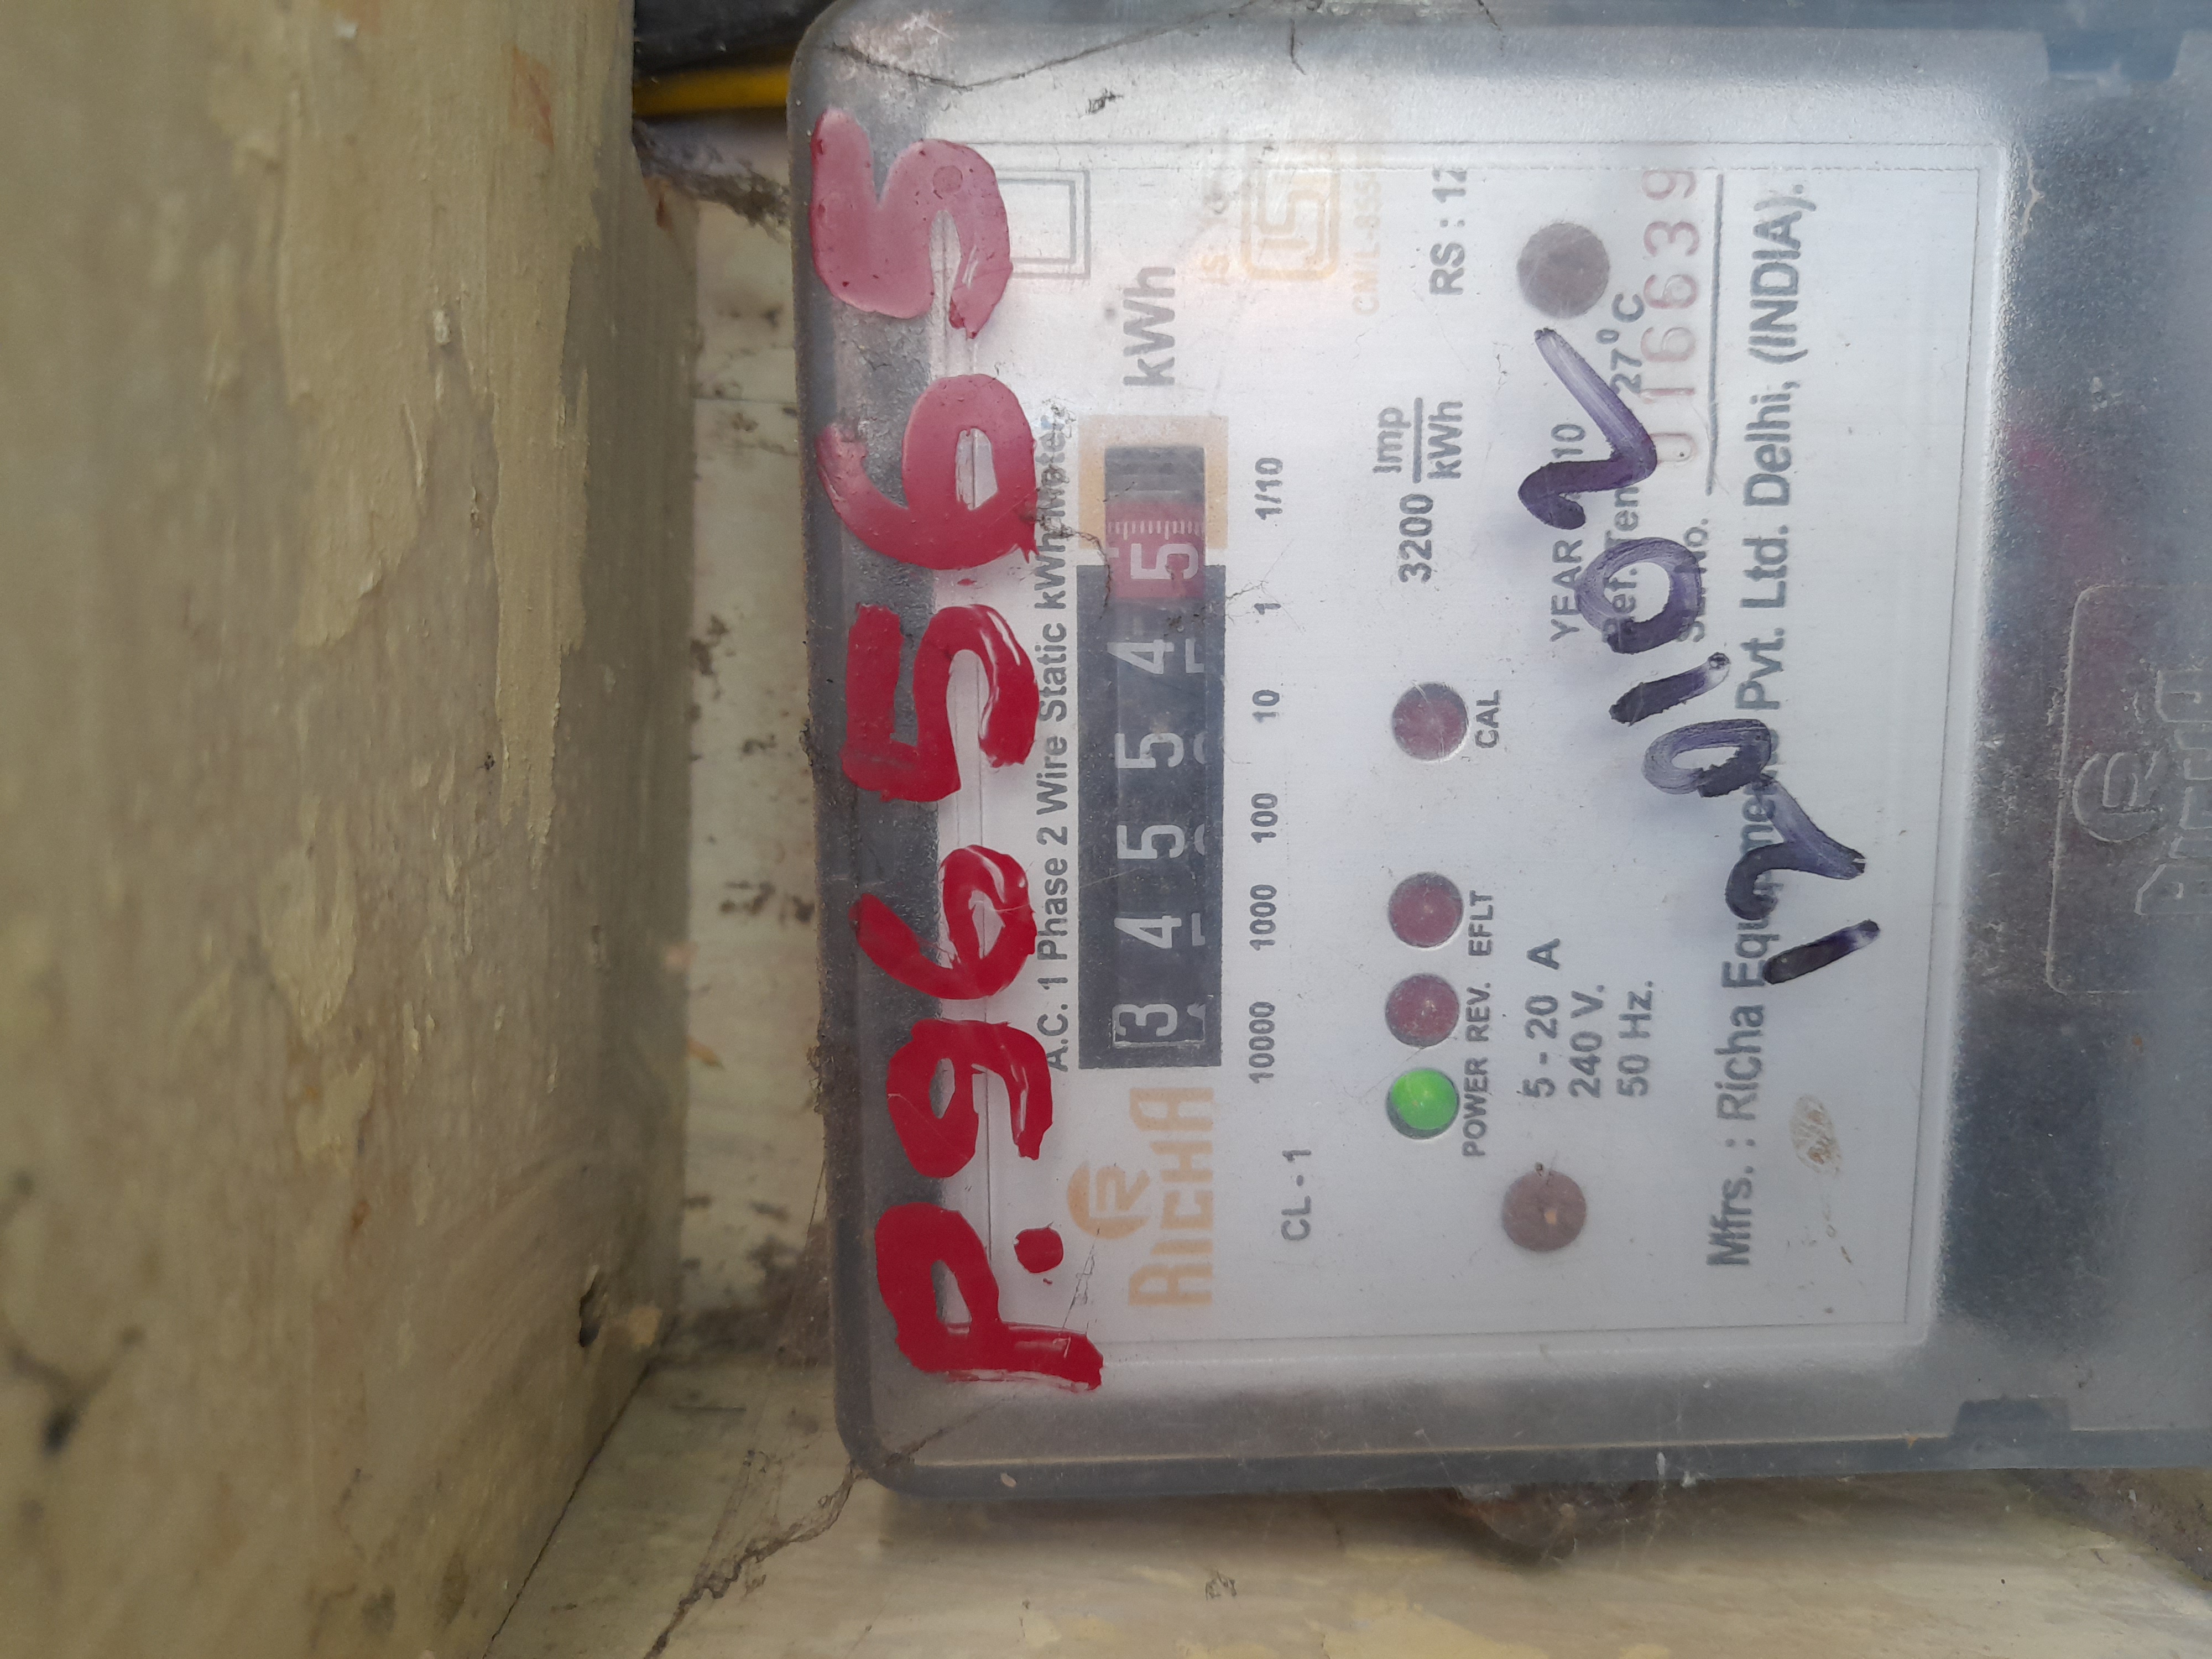 P.96565
A.C. 1 Phase 2 Wire Static kWh Meter
RICHA
3 4 5 5 4 5
kWh
10000 1000 100 10 1 1/10
CL-1
3200 Imp/kWh
RS : 12
POWER REV. EFLT CAL
5 - 20 A
240 V.
50 Hz.
YEAR
27°C
016639
Mfrs. : Richa Pvt. Ltd. Delhi, (INDIA).